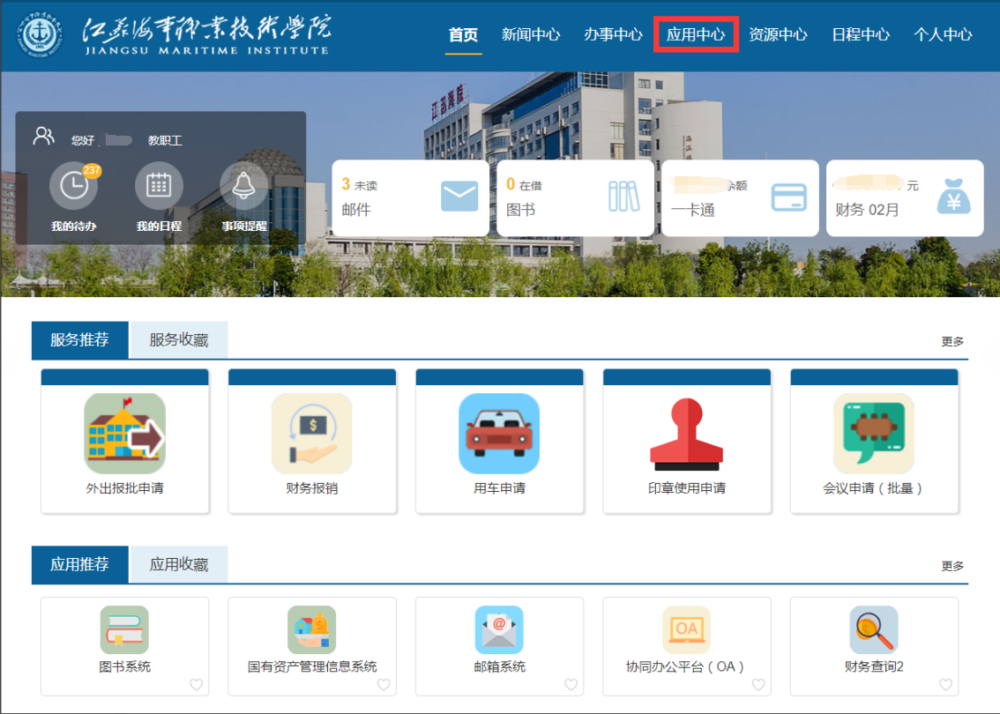 江苏海事职业技术学院
JIANGSU MARITIME INSTITUTE
首页 新闻中心 办事中心 应用中心 资源中心 日程中心 个人中心
江苏海院
您好， 教职工
237
我的待办 我的日程 事项提醒
3 未读
邮件
0 在借
图书
余额
一卡通
元
财务 02月
服务推荐 服务收藏 更多
外出报批申请 财务报销 用车申请 印章使用申请 会议申请（批量）
应用推荐 应用收藏 更多
@ OA
图书系统 国有资产管理信息系统 邮箱系统 协同办公平台（OA） 财务查询2